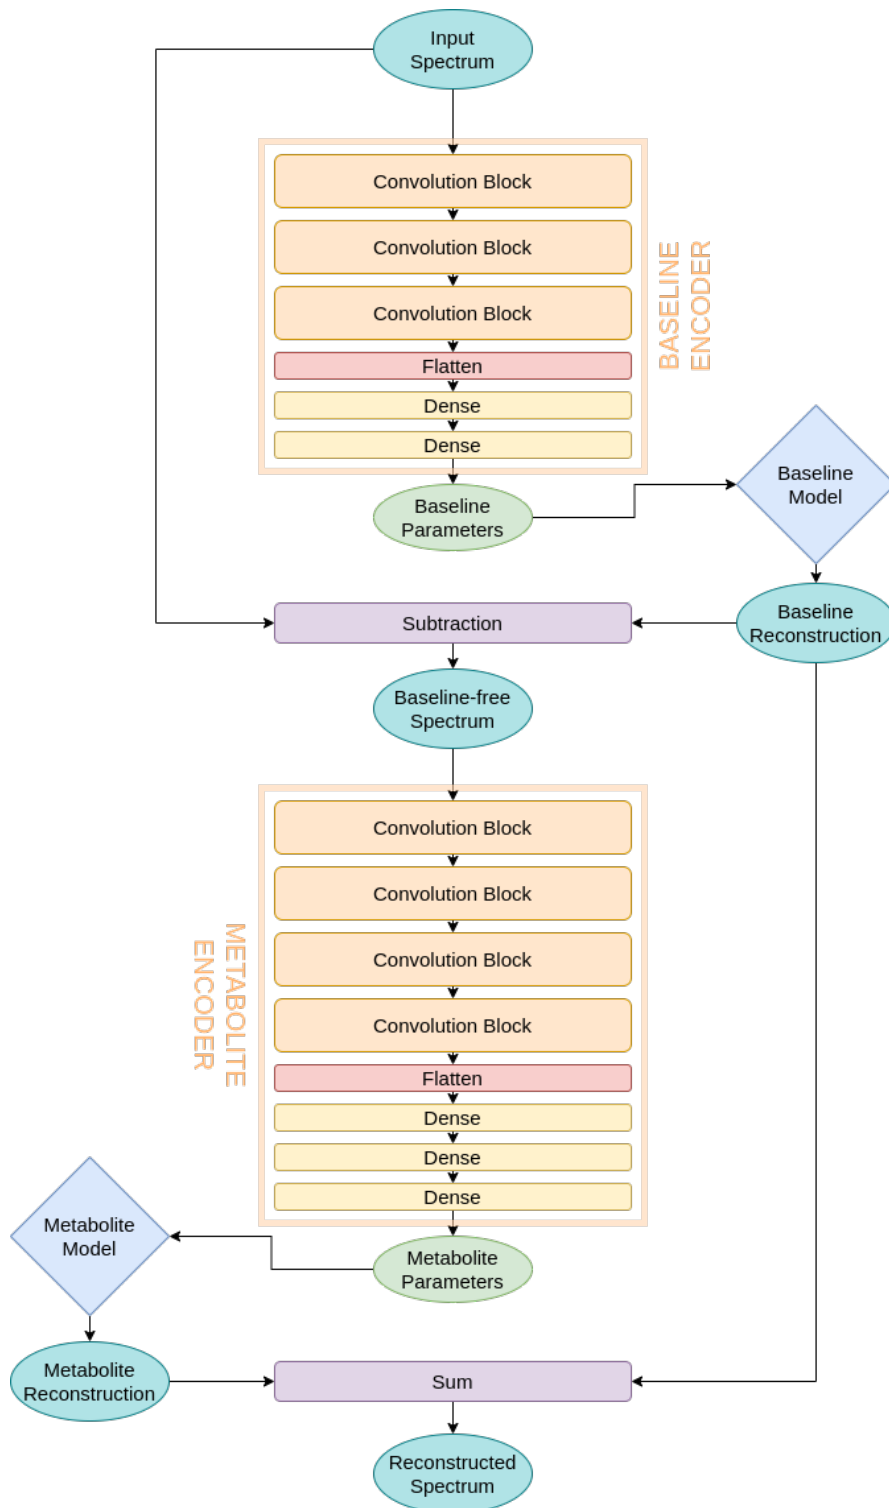 Input
Spectrum
Convolution Block
Convolution Block
Convolution Block
Flatten
Dense
Dense
BASELINE
ENCODER
Baseline
Parameters
Baseline
Model
Baseline
Reconstruction
Subtraction
Baseline-free
Spectrum
Convolution Block
Convolution Block
Convolution Block
Convolution Block
Flatten
Dense
Dense
Dense
METABOLITE
ENCODER
Metabolite
Parameters
Metabolite
Model
Metabolite
Reconstruction
Sum
Reconstructed
Spectrum